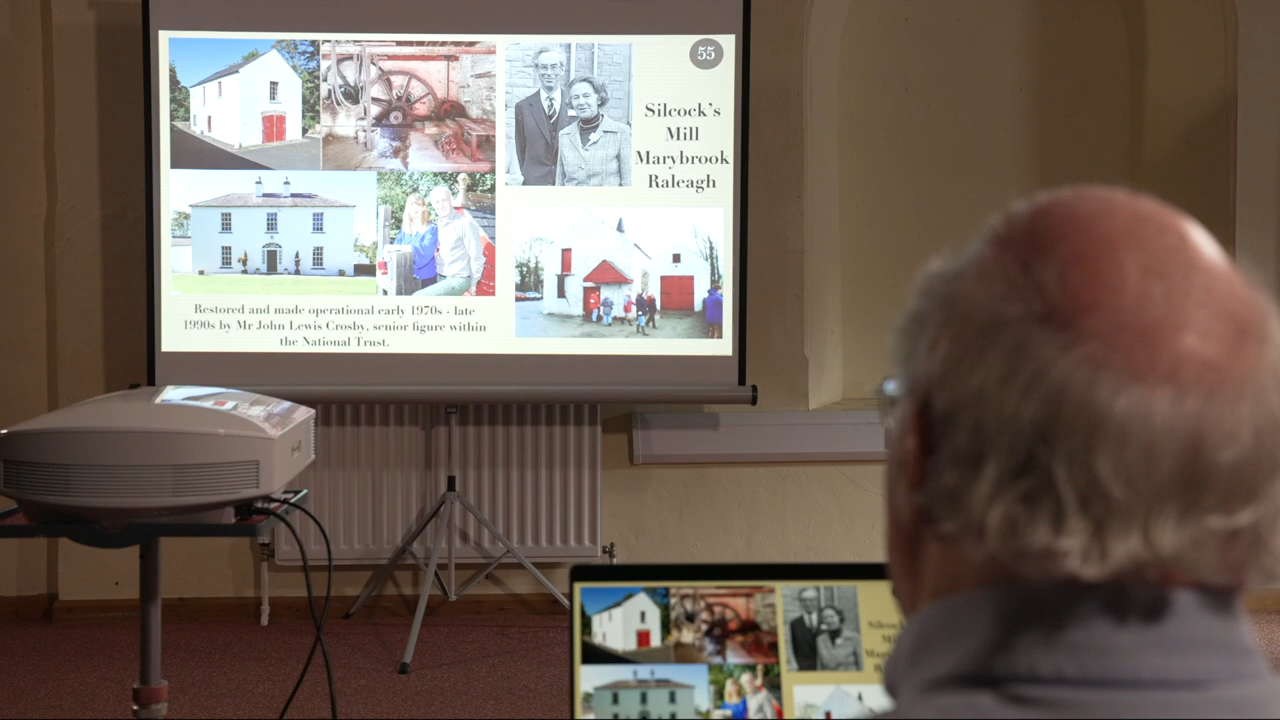 55
Silcock's
Mill
Marybrook
Raleagh
Restored and made operational early 1970s - late
1990s by Mr John Lewis Crosby, senior figure within
the National Trust.